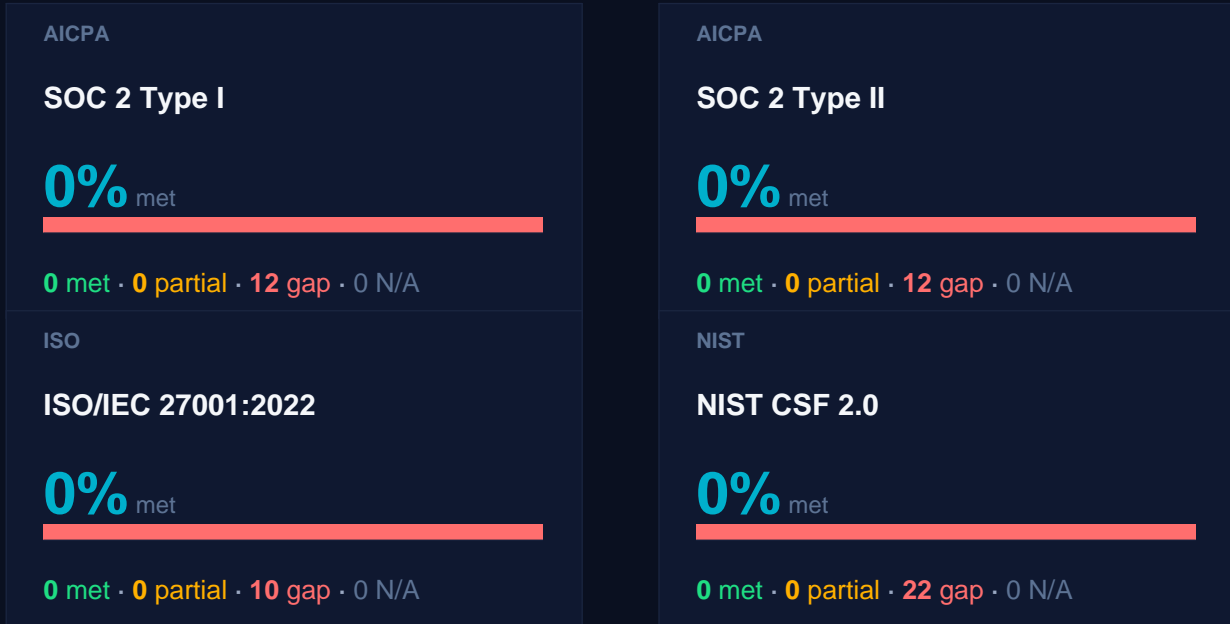 AICPA
SOC 2 Type I
0% met
0 met · 0 partial · 12 gap · 0 N/A
AICPA
SOC 2 Type II
0% met
0 met · 0 partial · 12 gap · 0 N/A
ISO
ISO/IEC 27001:2022
0% met
0 met · 0 partial · 10 gap · 0 N/A
NIST
NIST CSF 2.0
0% met
0 met · 0 partial · 22 gap · 0 N/A